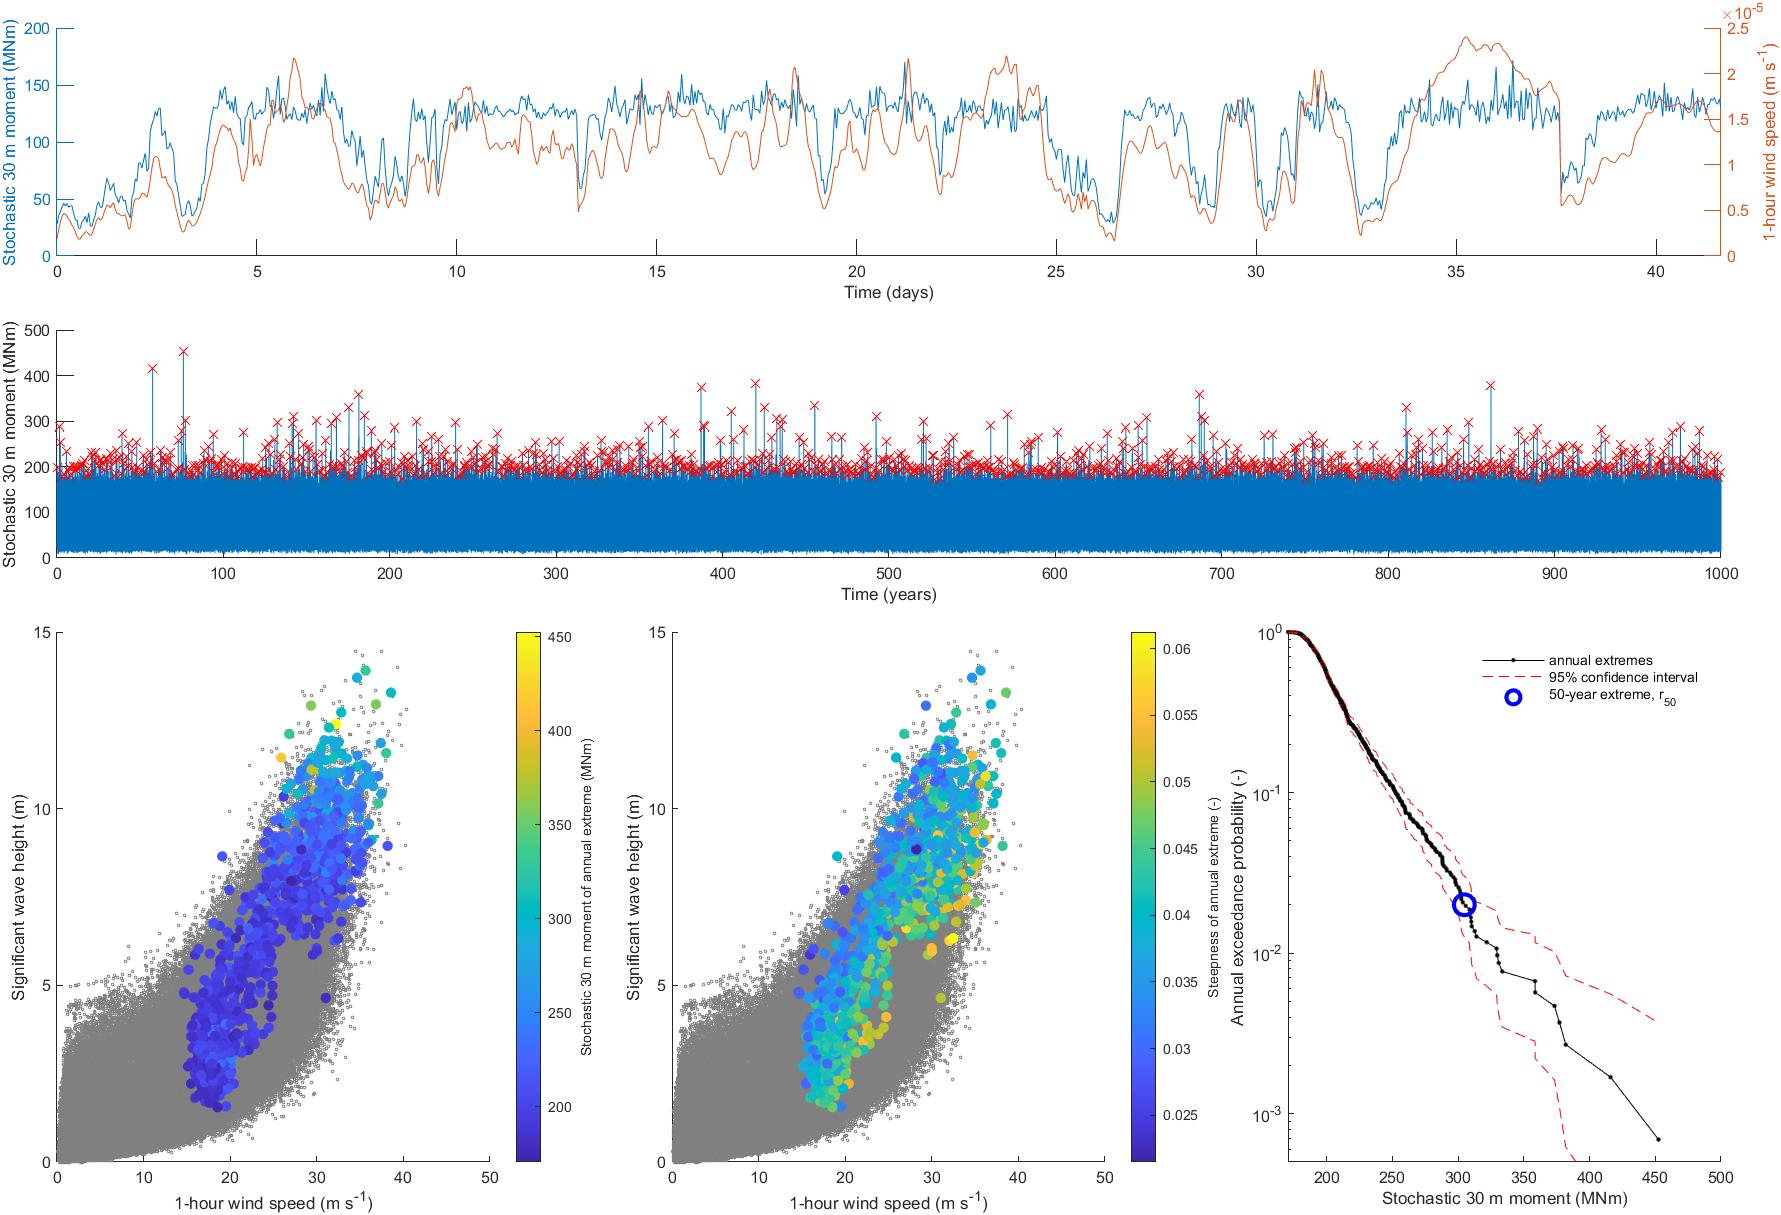 ×10^-5
200
150
100
50
0
Stochastic 30 m moment (MNm)
2.5
2
1.5
1
0.5
0
1-hour wind speed (m s^-1)
0 5 10 15 20 25 30 35 40
Time (days)
500
400
300
200
100
0
Stochastic 30 m moment (MNm)
0 100 200 300 400 500 600 700 800 900 1000
Time (years)
15
10
5
0
Significant wave height (m)
10 20 30 40 50
1-hour wind speed (m s^-1)
450
400
350
300
250
200
Stochastic 30 m moment of annual extreme (MNm)
15
10
5
0
Significant wave height (m)
10 20 30 40 50
1-hour wind speed (m s^-1)
0.06
0.055
0.05
0.045
0.04
0.035
0.03
0.025
Steepness of annual extreme (-)
10^0
10^-1
10^-2
10^-3
Annual exceedance probability (-)
annual extremes
95% confidence interval
50-year extreme, r_50
200 250 300 350 400 450 500
Stochastic 30 m moment (MNm)